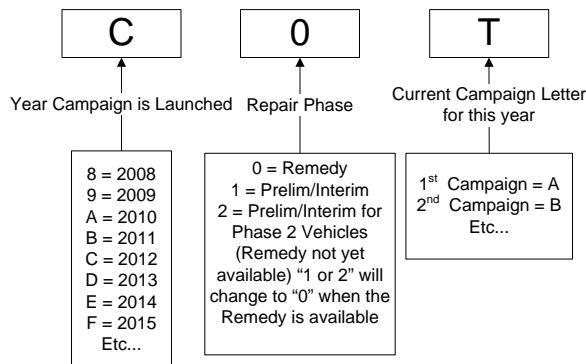 C
0
T
Year Campaign is Launched
Repair Phase
Current Campaign Letter
for this year
8 = 2008
9 = 2009
A = 2010
B = 2011
C = 2012
D = 2013
E = 2014
F = 2015
Etc...
0 = Remedy
1 = Prelim/Interim
2 = Prelim/Interim for
Phase 2 Vehicles
(Remedy not yet
available) “1 or 2” will
change to “0” when the
Remedy is available
1st Campaign = A
2nd Campaign = B
Etc...